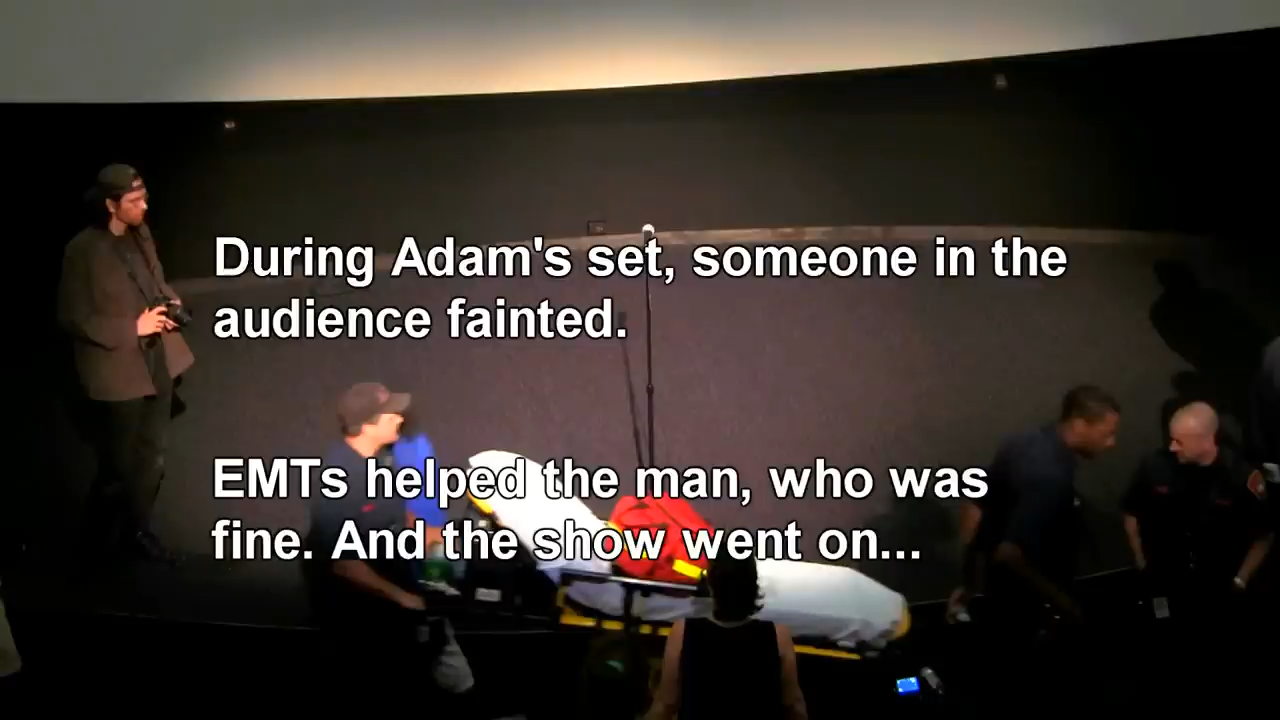 During Adam's set, someone in the
audience fainted.
EMTs helped the man, who was
fine. And the show went on...